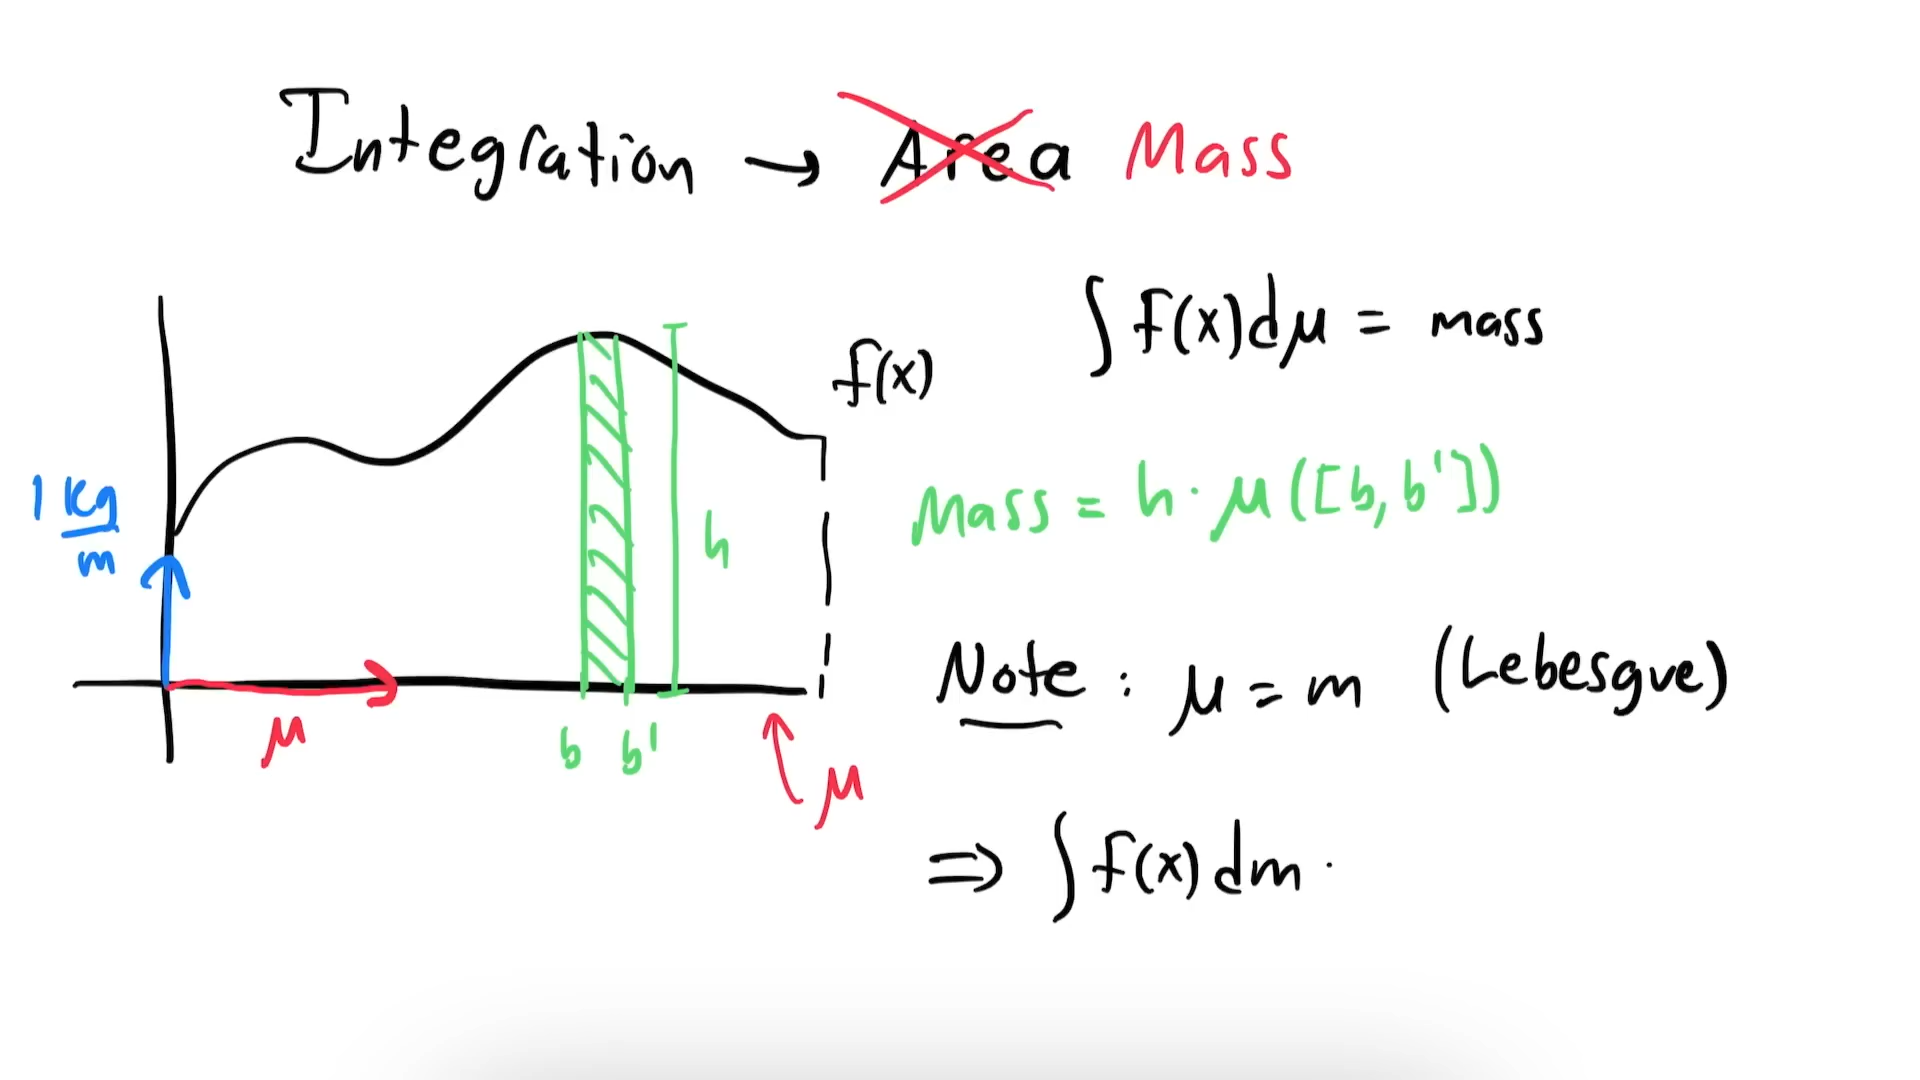 Integration → Area Mass
∫ f(x) dμ = mass
f(x)
1 kg/m
h
Mass = h · μ([b, b'])
Note : μ = m (Lebesgue)
μ
b b'
μ
⇒ ∫ f(x) dm ·